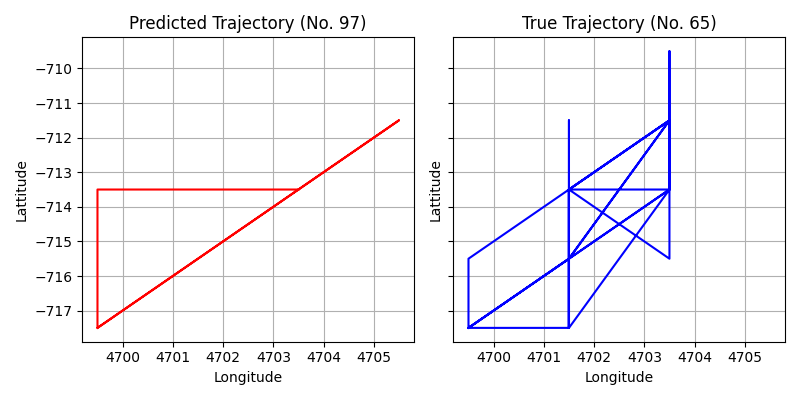 Predicted Trajectory (No. 97)
True Trajectory (No. 65)
−710
−711
−712
−713
−714
−715
−716
−717
Lattitude
Lattitude
4700 4701 4702 4703 4704 4705
4700 4701 4702 4703 4704 4705
Longitude
Longitude